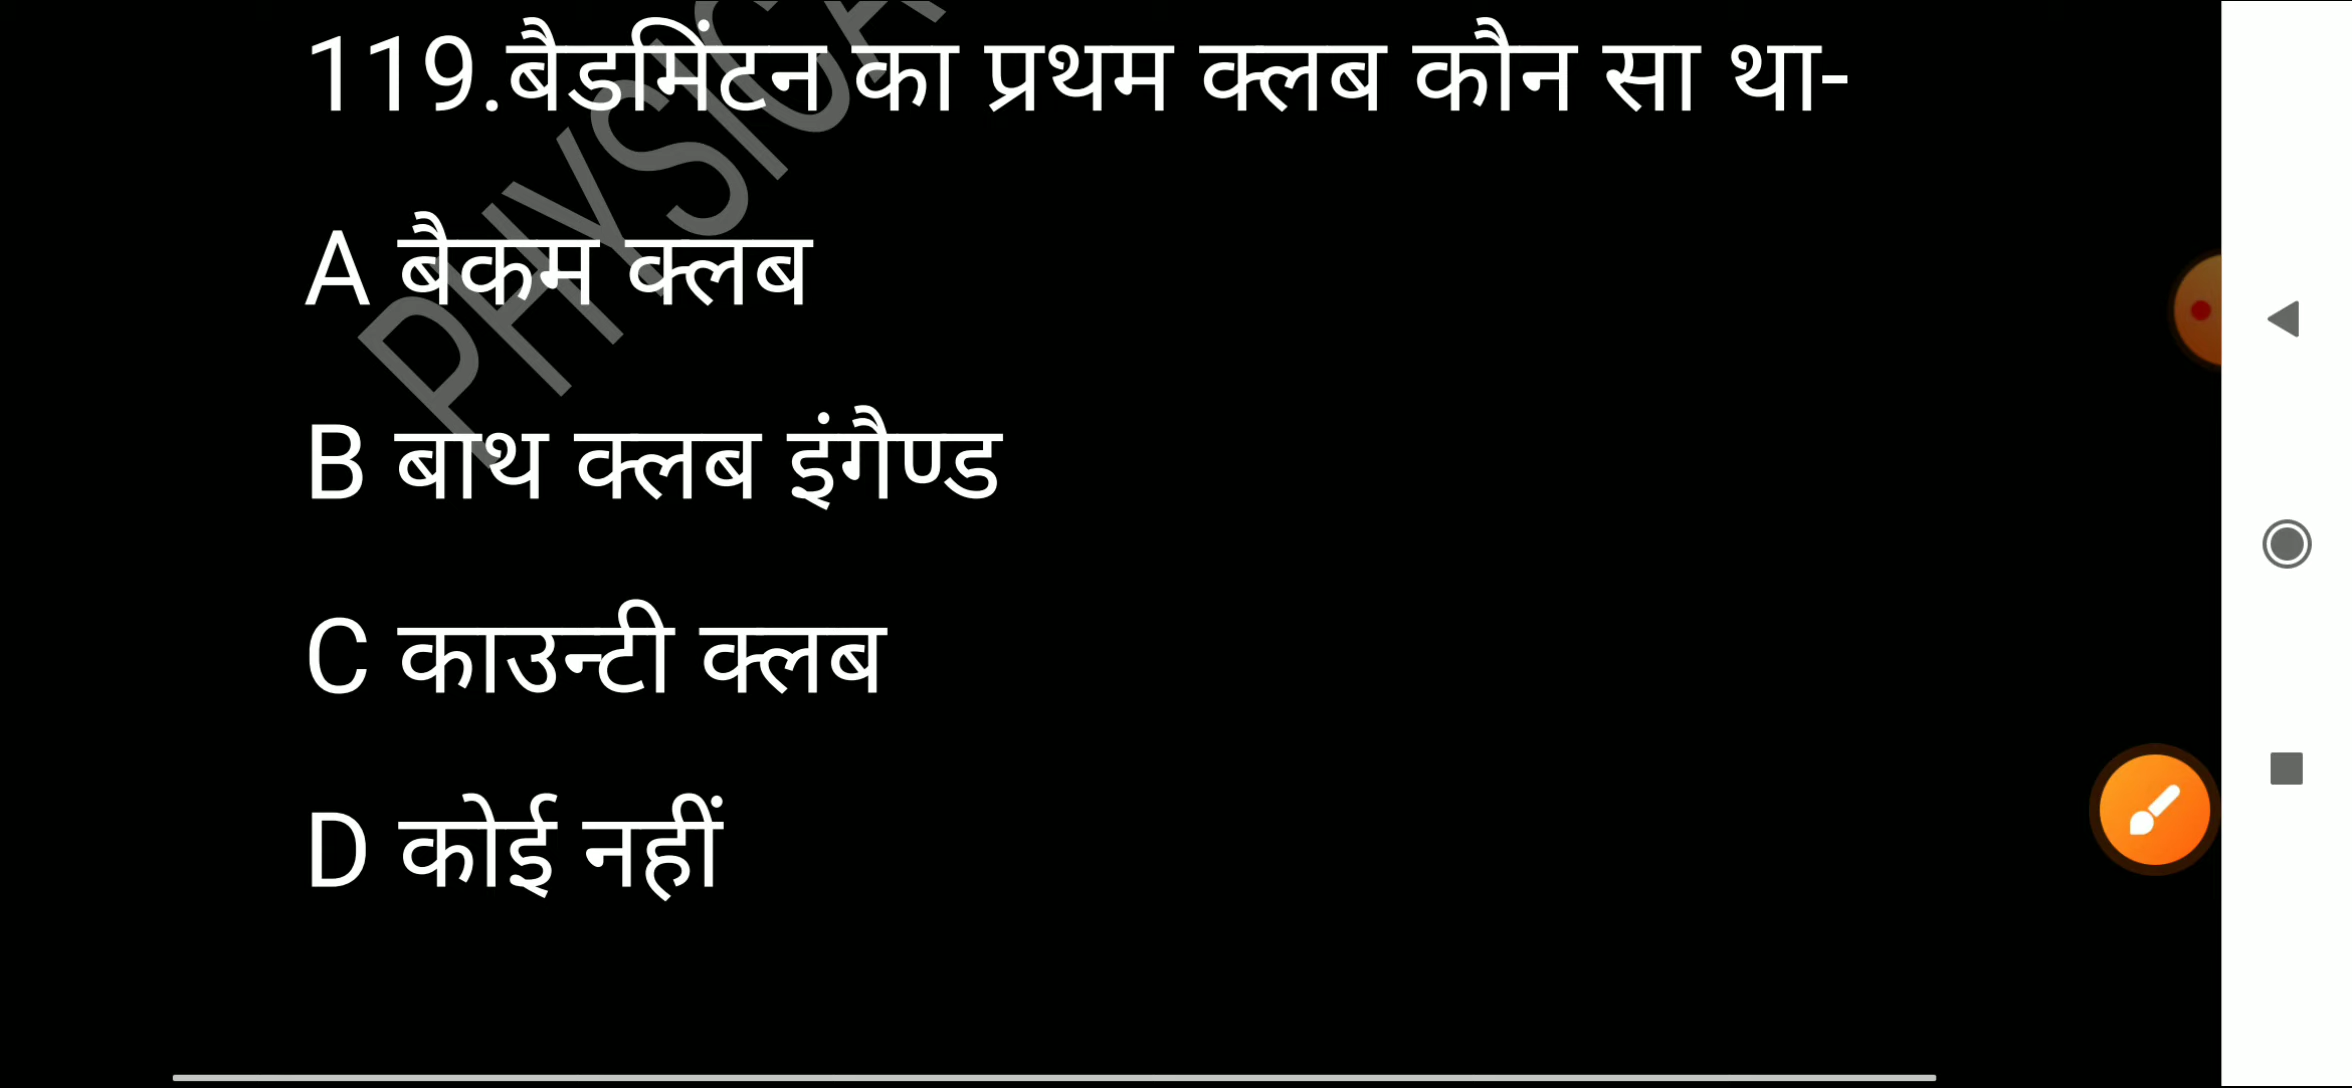 119.बैडमिंटन का प्रथम क्लब कौन सा था-
A बैकम क्लब
B बाथ क्लब इंगैण्ड
C काउन्टी क्लब
D कोई नहीं